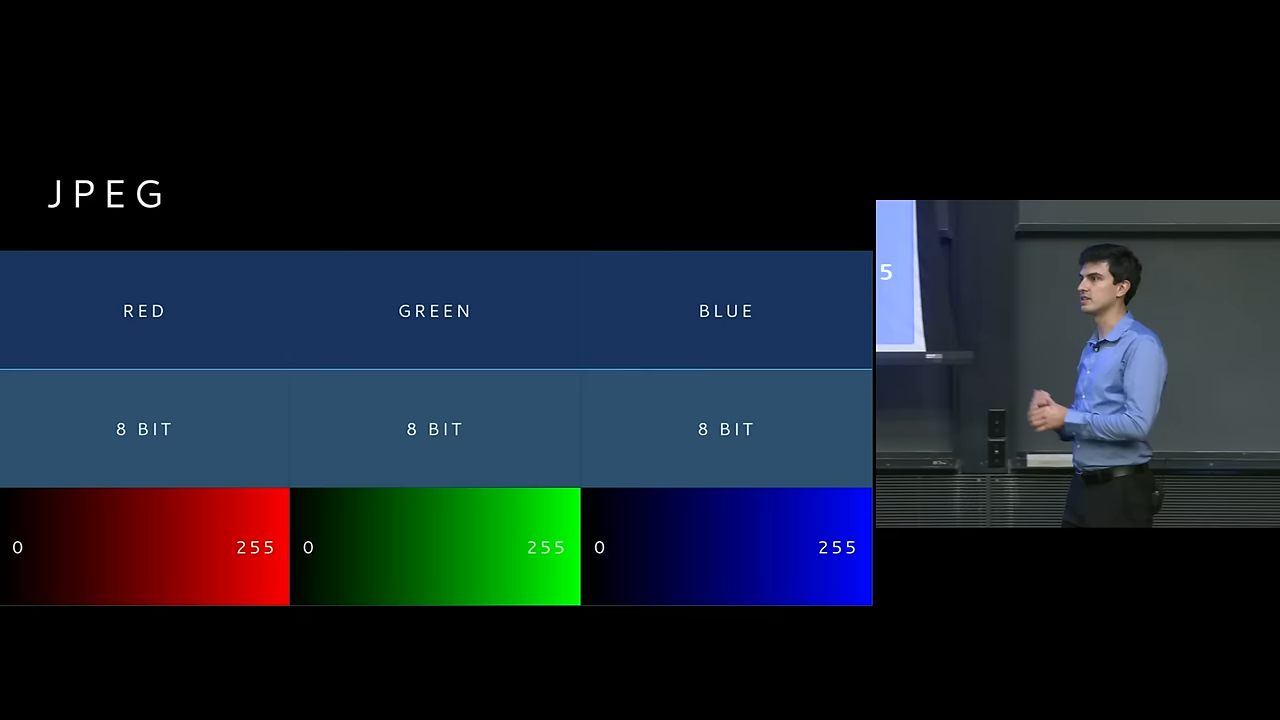 JPEG
RED GREEN BLUE
8 BIT 8 BIT 8 BIT
0 255 0 255 0 255
5